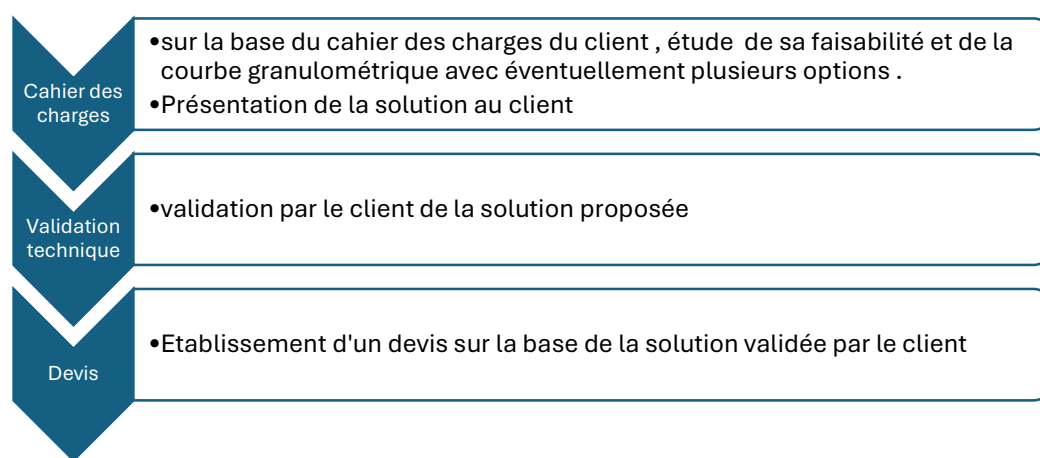 Cahier des
charges
•sur la base du cahier des charges du client , étude de sa faisabilité et de la
courbe granulométrique avec éventuellement plusieurs options .
•Présentation de la solution au client
Validation
technique
•validation par le client de la solution proposée
Devis
•Etablissement d'un devis sur la base de la solution validée par le client